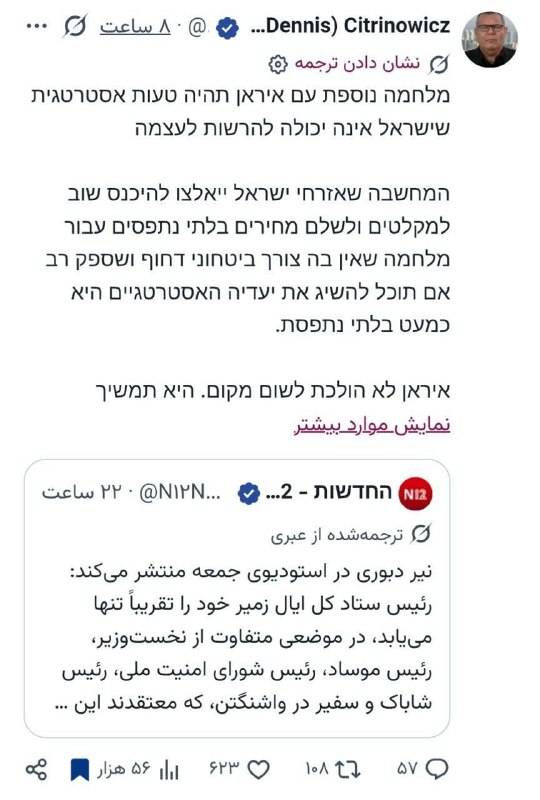 Dennis) Citrinowicz)... @. · ۸ ساعت
نشان دادن ترجمه
מלחמה נוספת עם איראן תהיה טעות אסטרטגית
שישראל אינה יכולה להרשות לעצמה
המחשבה שאזרחי ישראל ייאלצו להיכנס שוב
למקלטים ולשלם מחירים בלתי נתפסים עבור
מלחמה שאין בה צורך ביטחוני דחוף ושספק רב
אם תוכל להשיג את יעדיה האסטרטגיים היא
כמעט בלתי נתפסת.
איראן לא הולכת לשום מקום. היא תמשיך
نمایش موارد بیشتر
N12
החדשות - 2... @N۱۲N... · ۲۲ ساعت
ترجمه‌شده از عبری
نیر دبوری در استودیوی جمعه منتشر می‌کند:
رئیس ستاد کل ایال زمیر خود را تقریباً تنها
می‌یابد، در موضعی متفاوت از نخست‌وزیر،
رئیس موساد، رئیس شورای امنیت ملی، رئیس
شاباک و سفیر در واشنگتن، که معتقدند این ...
۵۷ ۱۰۸ ۶۲۳ ۵۶ هزار